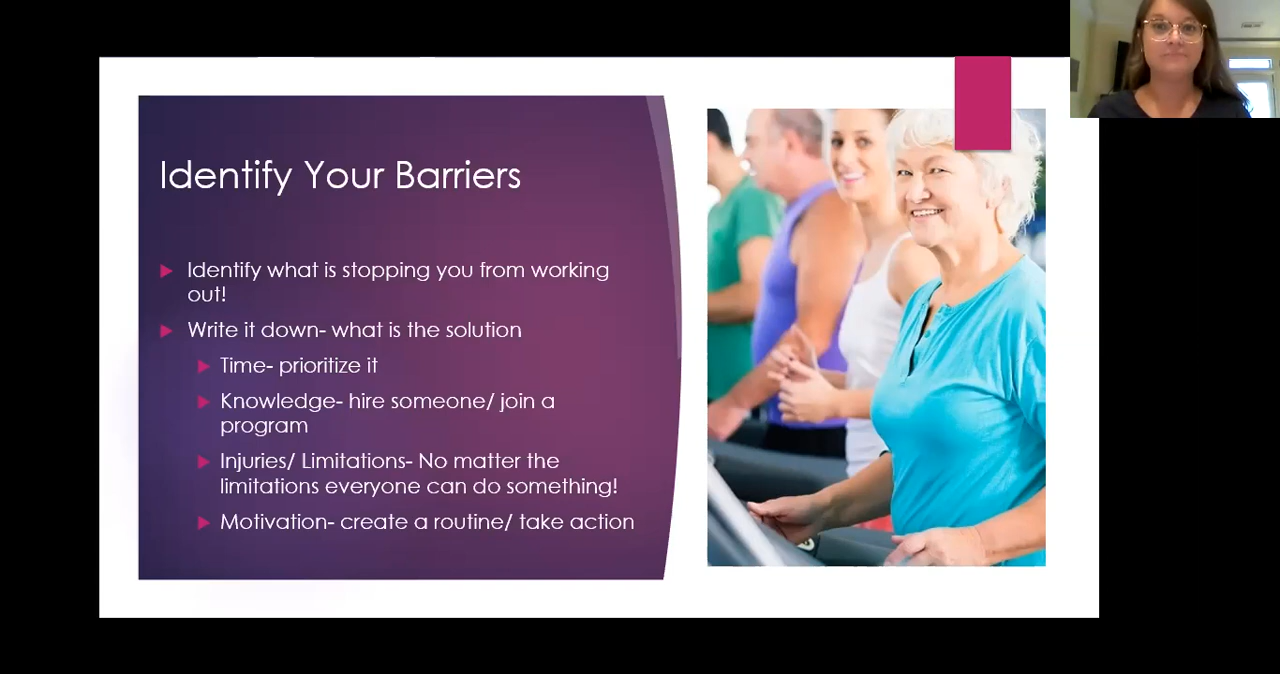 Identify Your Barriers
Identify what is stopping you from working
out!
Write it down- what is the solution
Time- prioritize it
Knowledge- hire someone/ join a
program
Injuries/ Limitations- No matter the
limitations everyone can do something!
Motivation- create a routine/ take action